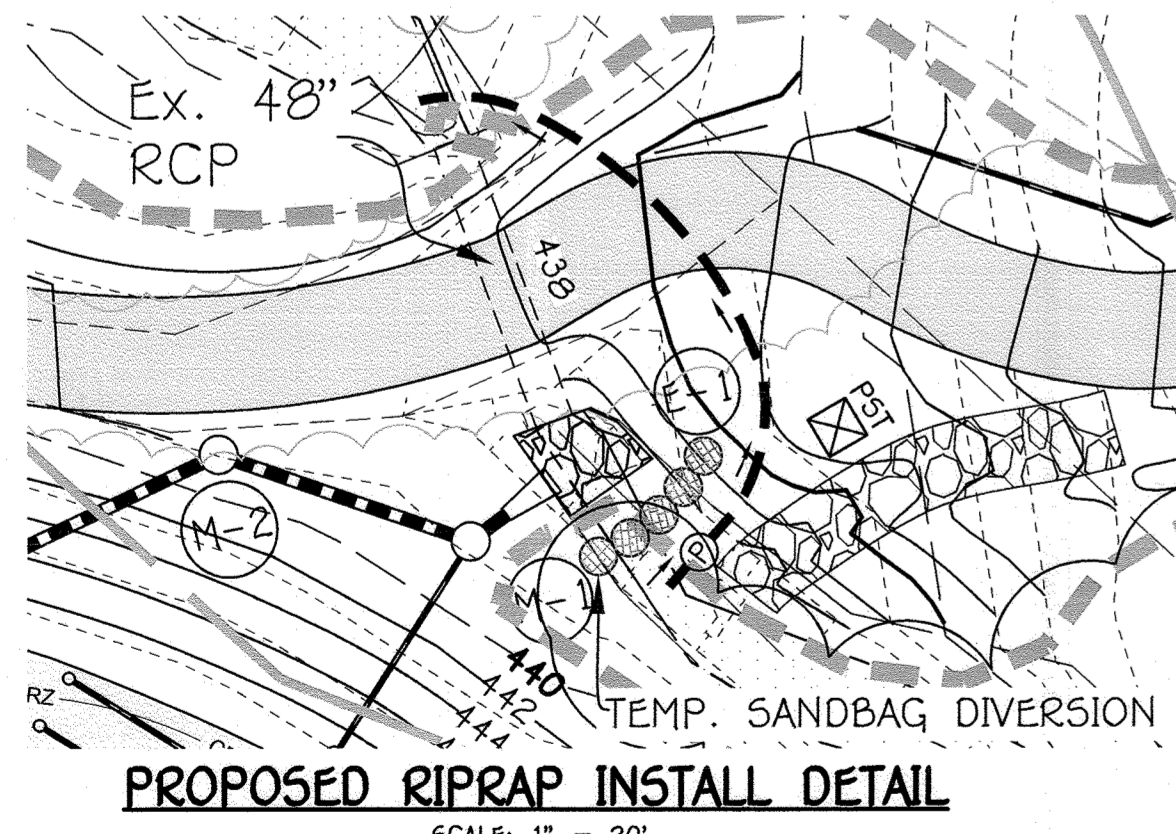 Ex. 48"
RCP
438
E-1
PST
M-2
P
M-1
440
442
444
RZ
TEMP. SANDBAG DIVERSION
PROPOSED RIPRAP INSTALL DETAIL
SCALE: 1" = 20'